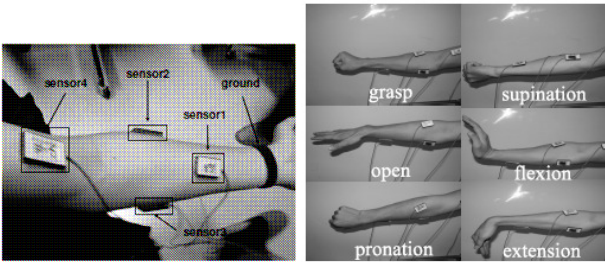 sensor4
sensor2
ground
sensor1
sensor3
grasp
supination
open
flexion
pronation
extension